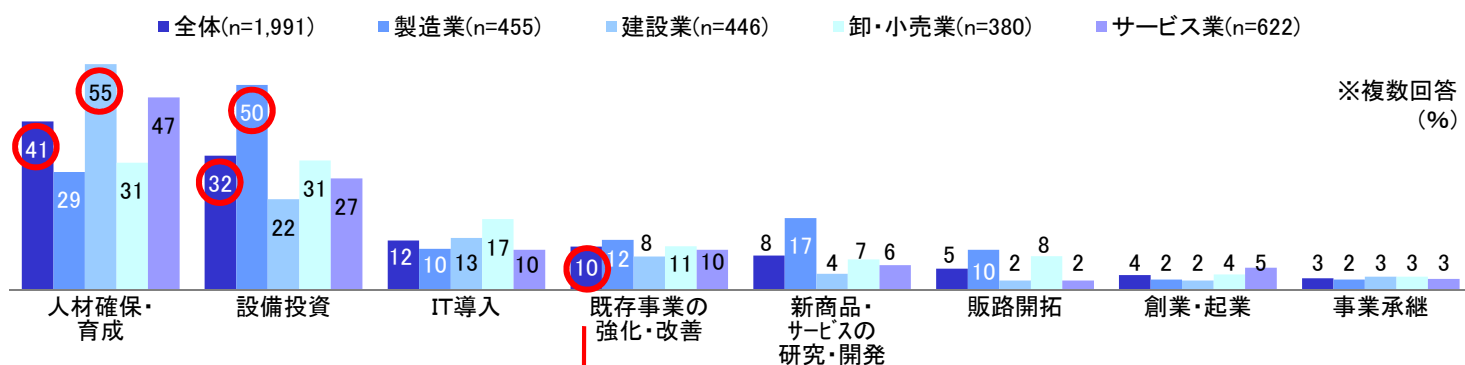 ■全体(n=1,991) ■製造業(n=455) ■建設業(n=446) ■卸・小売業(n=380) ■サービス業(n=622)
※複数回答
(%)
41 29 55 31 47
32 50 22 31 27
12 10 13 17 10
10 12 8 11 10
8 17 4 7 6
5 10 2 8 2
4 2 2 4 5
3 2 3 3 3
人材確保・
育成
設備投資
IT導入
既存事業の
強化・改善
新商品・
サービスの
研究・開発
販路開拓
創業・起業
事業承継